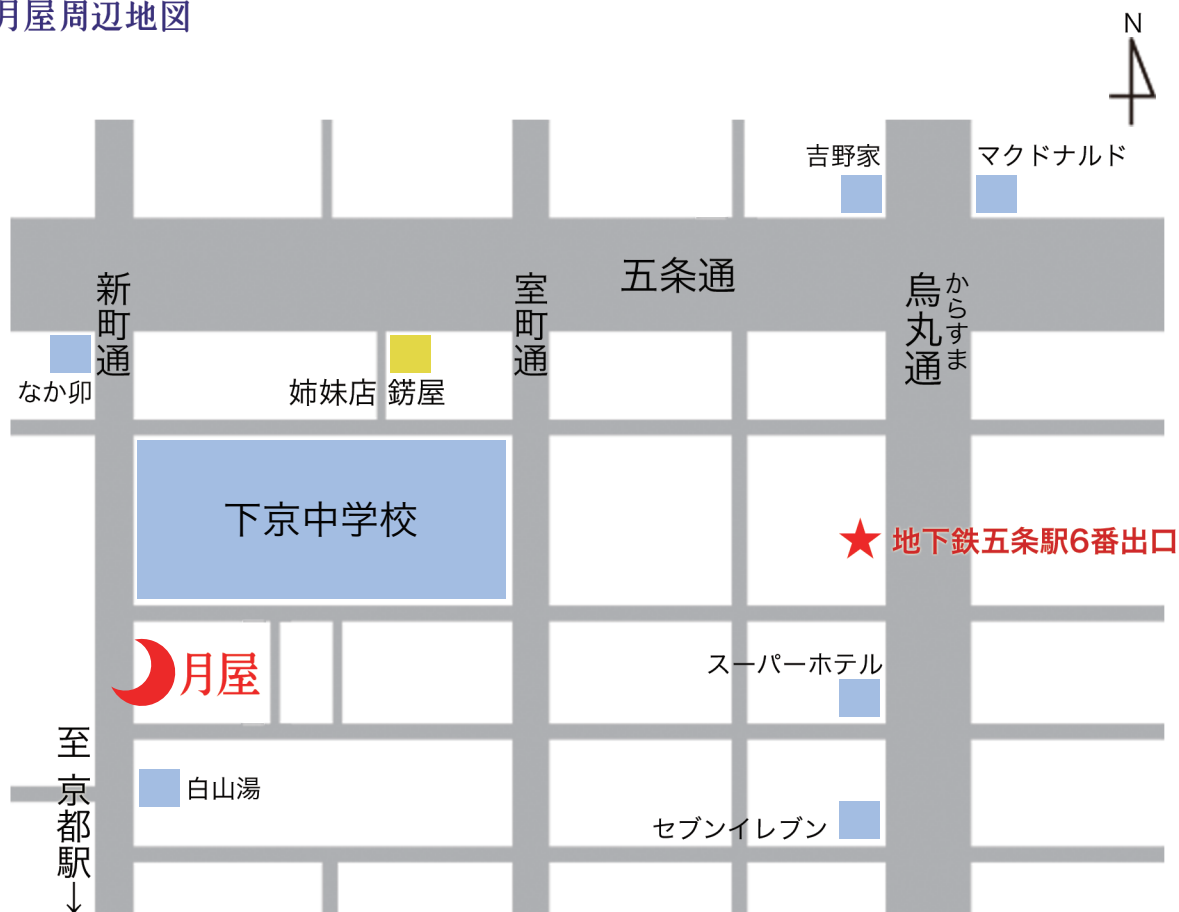 月屋周辺地図
N
吉野家
マクドナルド
五条通
新町通
室町通
烏丸通
からすま
なか卯
姉妹店
錺屋
下京中学校
地下鉄五条駅6番出口
月屋
スーパーホテル
至 京都駅↓
白山湯
セブンイレブン